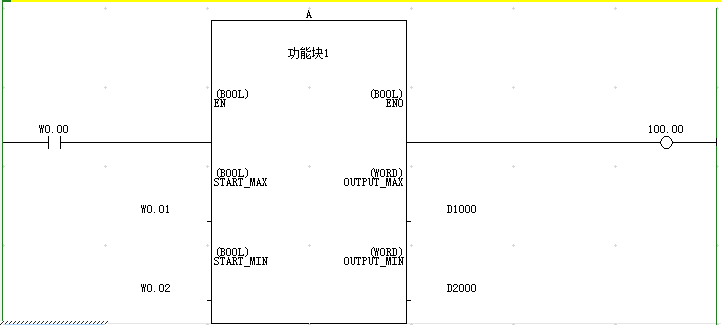 A
功能块1
(BOOL) (BOOL)
EN ENO
W0.00 100.00
(BOOL) (WORD)
START_MAX OUTPUT_MAX
W0.01 D1000
(BOOL) (WORD)
START_MIN OUTPUT_MIN
W0.02 D2000